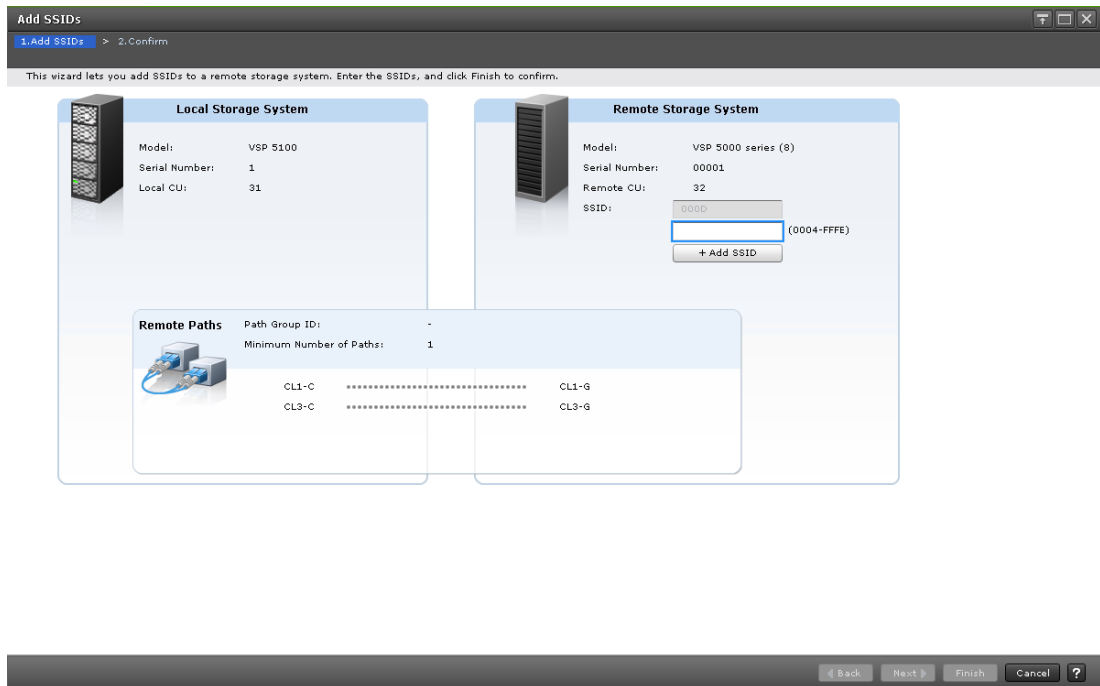 Add SSIDs
1.Add SSIDs > 2.Confirm
This wizard lets you add SSIDs to a remote storage system. Enter the SSIDs, and click Finish to confirm.
Local Storage System
Model: VSP 5100
Serial Number: 1
Local CU: 31
Remote Storage System
Model: VSP 5000 series (8)
Serial Number: 00001
Remote CU: 32
SSID: 000D
(0004-FFFE)
+ Add SSID
Remote Paths
Path Group ID: -
Minimum Number of Paths: 1
CL1-C CL1-G
CL3-C CL3-G
Back Next Finish Cancel ?